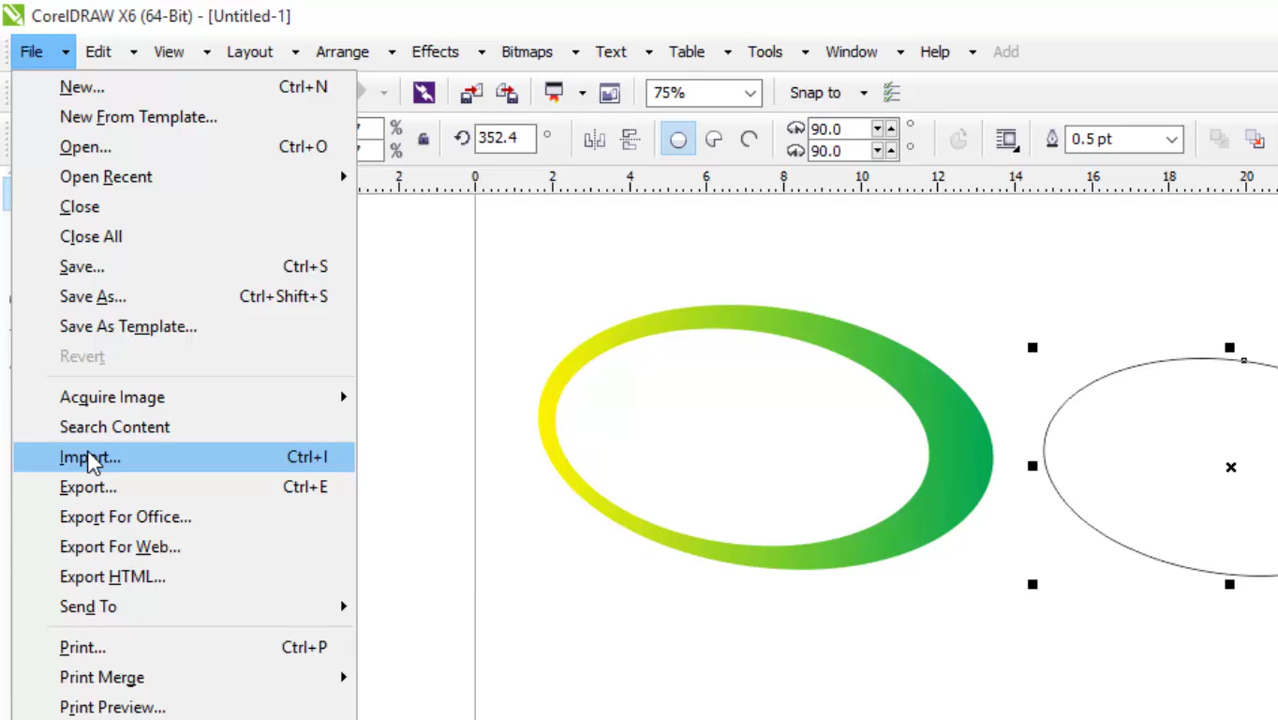 CorelDRAW X6 (64-Bit) - [Untitled-1]
File Edit View Layout Arrange Effects Bitmaps Text Table Tools Window Help Add
New... Ctrl+N
75% Snap to
New From Template...
% 352.4 ° 90.0 ° 0.5 pt
% 90.0 °
Open... Ctrl+O
Open Recent
2 0 2 4 6 8 10 12 14 16 18 20
Close
Close All
Save... Ctrl+S
Save As... Ctrl+Shift+S
Save As Template...
Revert
Acquire Image
Search Content
Import... Ctrl+I
Export... Ctrl+E
Export For Office...
Export For Web...
Export HTML...
Send To
Print... Ctrl+P
Print Merge
Print Preview...